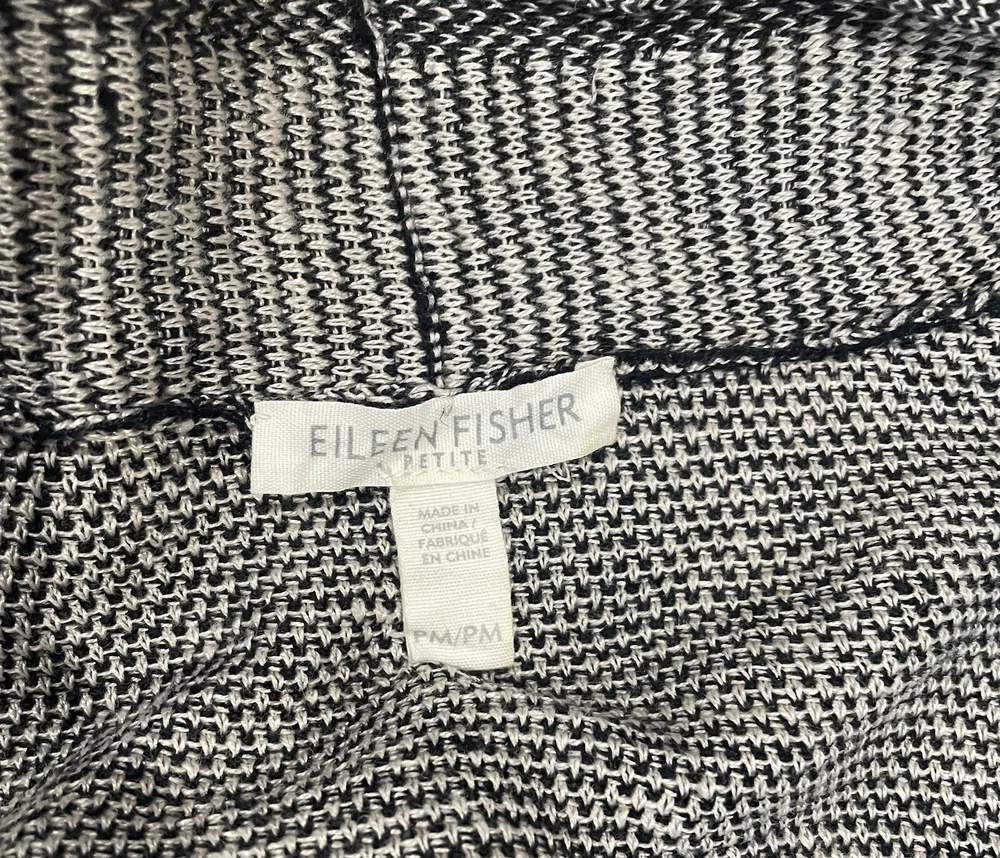 EILEEN FISHER
PETITE
MADE IN
CHINA /
FABRIQUÉ
EN CHINE
PM/PM